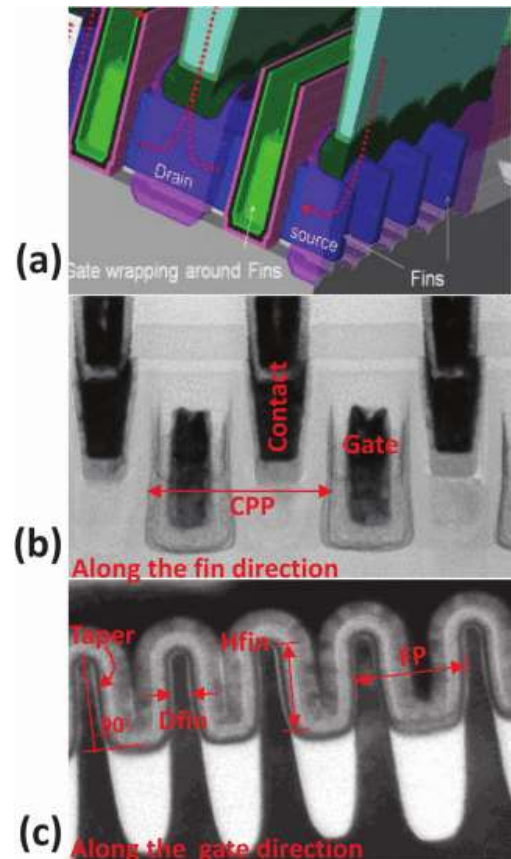 Drain
source
(a)
Gate wrapping around Fins
Fins
Contact
Gate
CPP
(b)
Along the fin direction
Taper
Hfin
FP
90°
Dfin
(c)
Along the gate direction